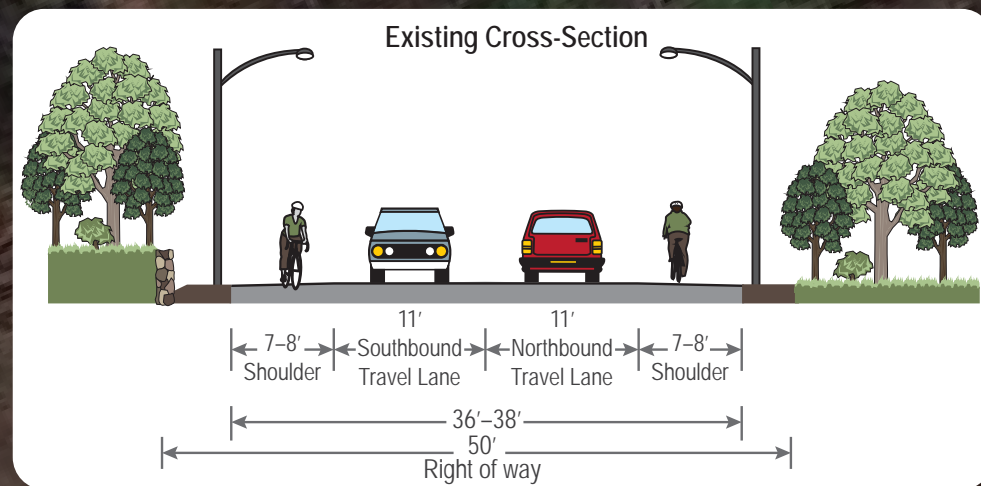 Existing Cross-Section
7–8′
Shoulder
11′
Southbound
Travel Lane
11′
Northbound
Travel Lane
7–8′
Shoulder
36′–38′
50′
Right of way